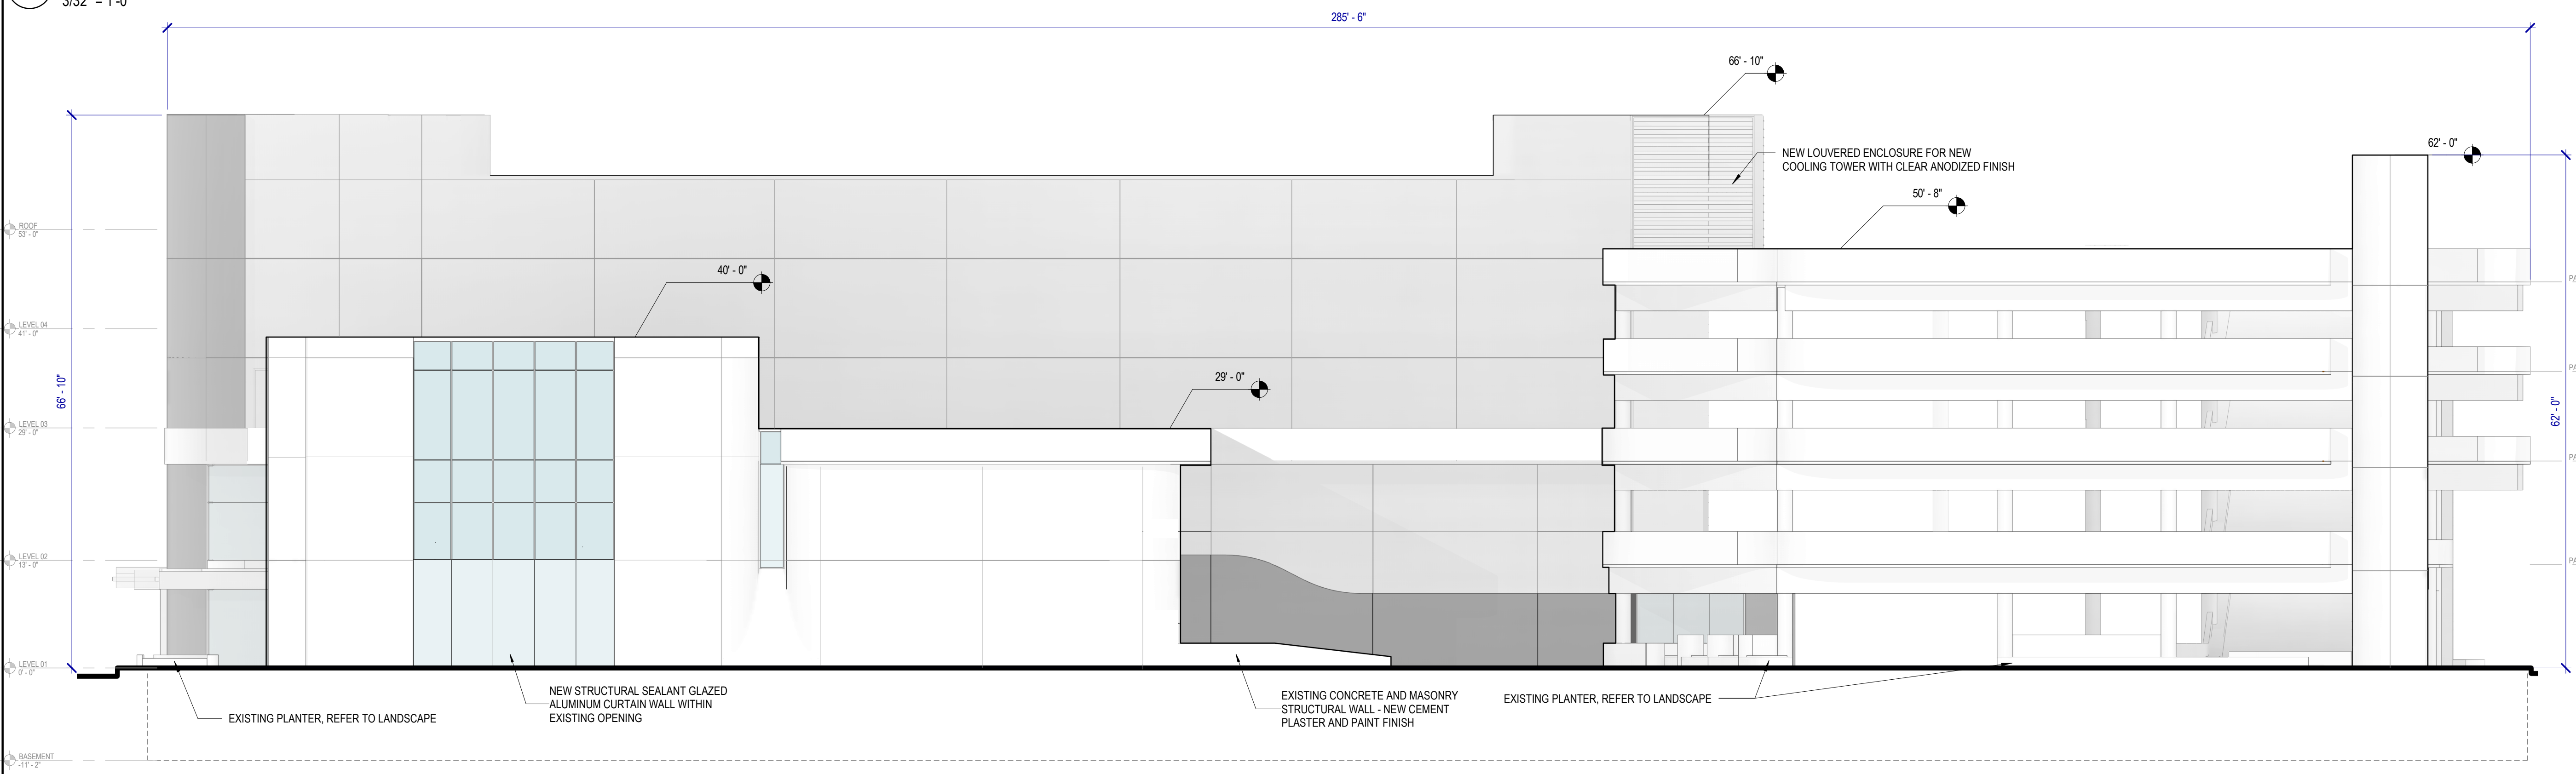 3/32" = 1'-0"
285' - 6"
66' - 10"
62' - 0"
NEW LOUVERED ENCLOSURE FOR NEW
COOLING TOWER WITH CLEAR ANODIZED FINISH
50' - 8"
ROOF
53' - 0"
40' - 0"
LEVEL 04
41' - 0"
29' - 0"
66' - 10"
62' - 0"
LEVEL 03
29' - 0"
LEVEL 02
13' - 0"
LEVEL 01
0' - 0"
EXISTING PLANTER, REFER TO LANDSCAPE
NEW STRUCTURAL SEALANT GLAZED
ALUMINUM CURTAIN WALL WITHIN
EXISTING OPENING
EXISTING CONCRETE AND MASONRY
STRUCTURAL WALL - NEW CEMENT
PLASTER AND PAINT FINISH
EXISTING PLANTER, REFER TO LANDSCAPE
BASEMENT
-11' - 2"